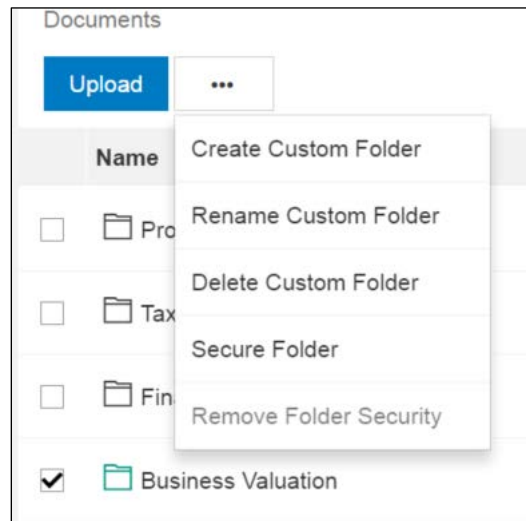 Documents
Upload
•••
Name
Create Custom Folder
Pro
Rename Custom Folder
Delete Custom Folder
Tax
Secure Folder
Fin
Remove Folder Security
Business Valuation